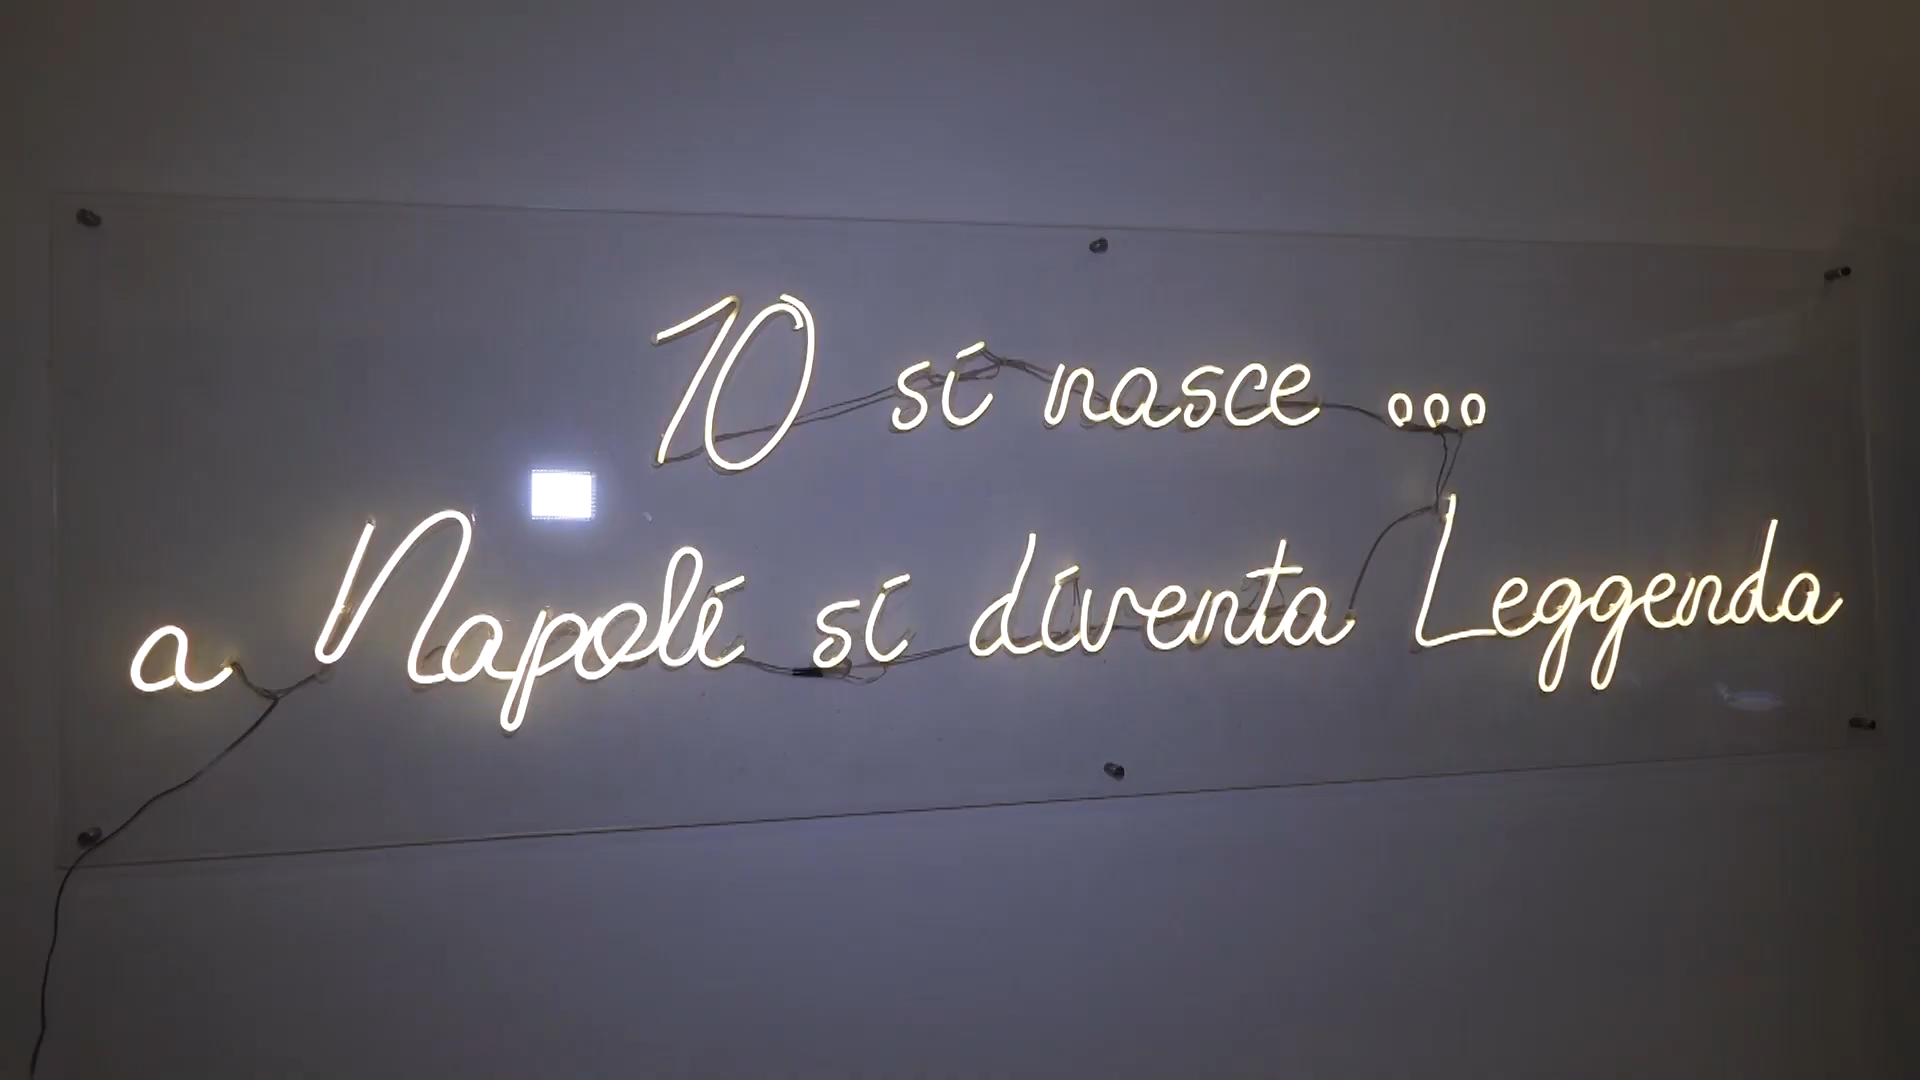 10 si nasce ...
a Napoli si diventa Leggenda